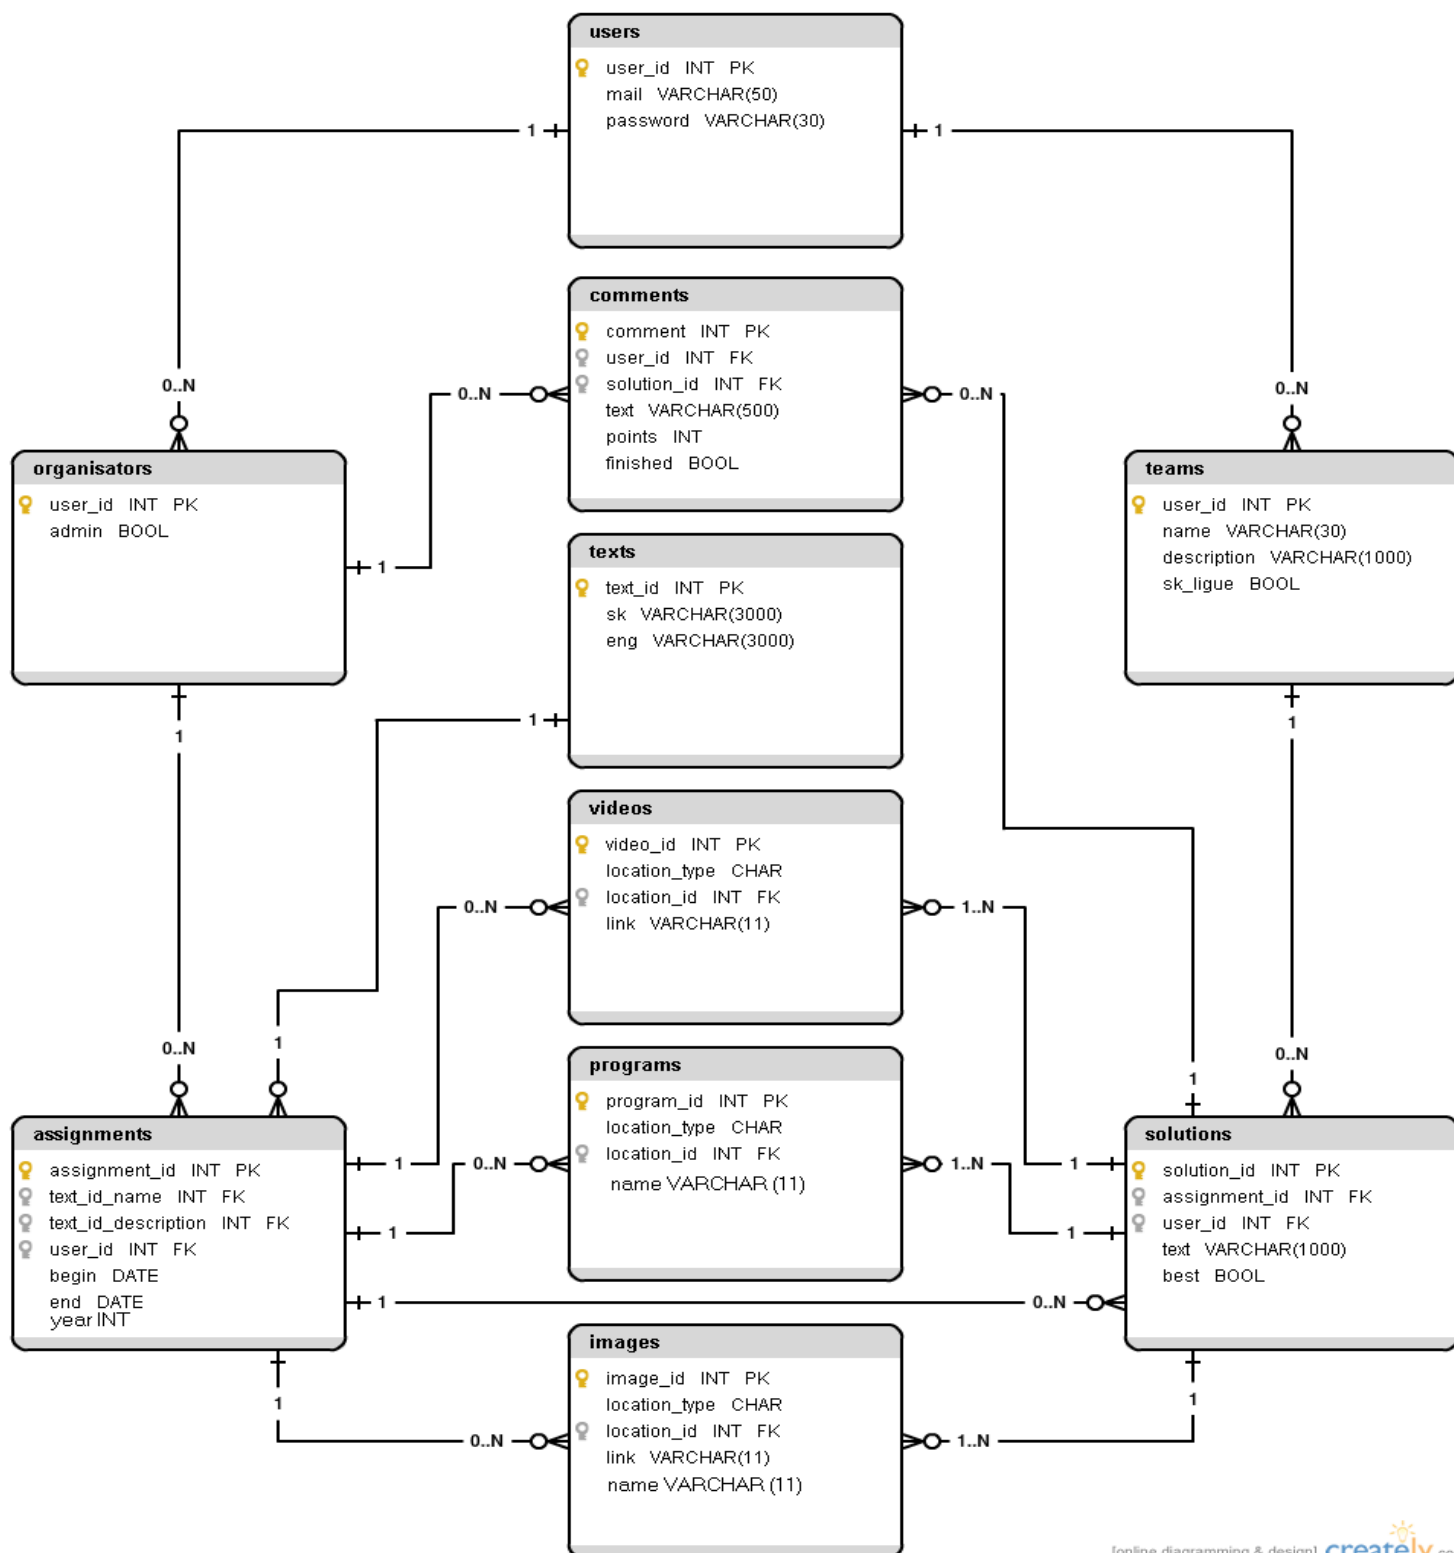 users
user_id INT PK
mail VARCHAR(50)
password VARCHAR(30)
1
1
comments
comment INT PK
user_id INT FK
solution_id INT FK
text VARCHAR(500)
points INT
finished BOOL
0..N
0..N
0..N
0..N
organisators
user_id INT PK
admin BOOL
1
teams
user_id INT PK
name VARCHAR(30)
description VARCHAR(1000)
sk_ligue BOOL
texts
text_id INT PK
sk VARCHAR(3000)
eng VARCHAR(3000)
1
1
1
videos
video_id INT PK
location_type CHAR
location_id INT FK
link VARCHAR(11)
0..N
1..N
0..N
1
1
0..N
programs
program_id INT PK
location_type CHAR
location_id INT FK
name VARCHAR (11)
0..N
1..N
assignments
assignment_id INT PK
text_id_name INT FK
text_id_description INT FK
user_id INT FK
begin DATE
end DATE
year INT
1
1
1
1
1
0..N
solutions
solution_id INT PK
assignment_id INT FK
user_id INT FK
text VARCHAR(1000)
best BOOL
images
image_id INT PK
location_type CHAR
location_id INT FK
link VARCHAR(11)
name VARCHAR (11)
1
0..N
1..N
1
[online diagramming & design] creately